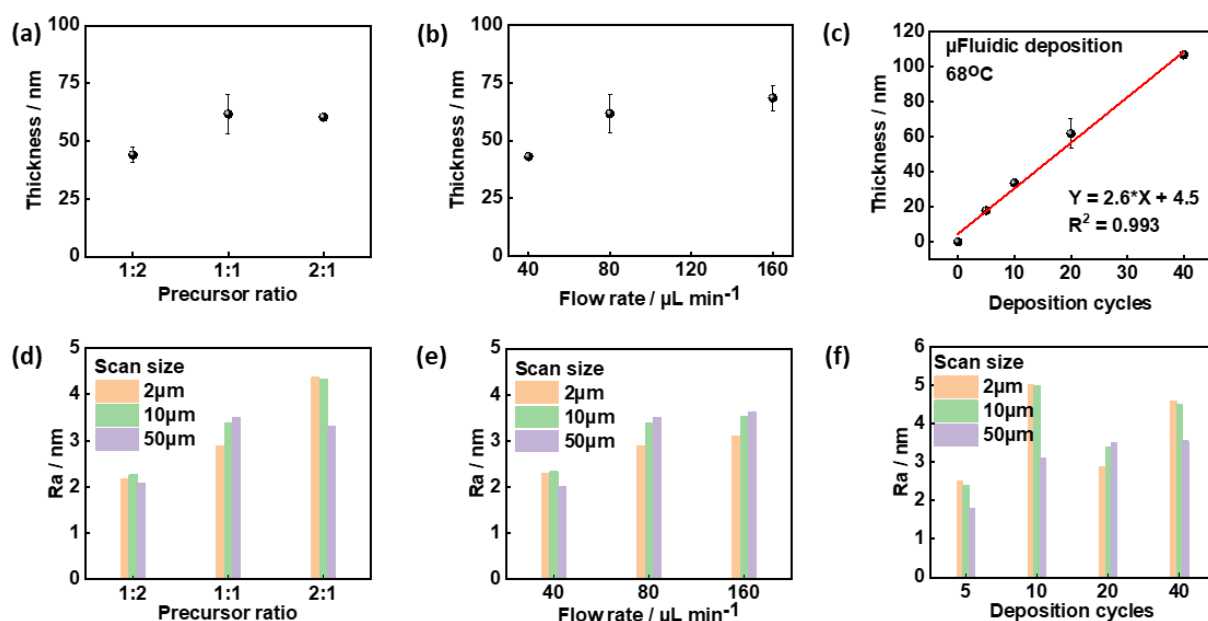 (a)
100
75
50
25
0
Thickness / nm
1:2 1:1 2:1
Precursor ratio
(b)
100
75
50
25
0
Thickness / nm
40 80 120 160
Flow rate / µL min⁻¹
(c)
120
100
80
60
40
20
0
Thickness / nm
µFluidic deposition
68ºC
Y = 2.6*X + 4.5
R² = 0.993
0 10 20 30 40
Deposition cycles
(d)
5
4
3
2
1
0
Ra / nm
Scan size
2µm
10µm
50µm
1:2 1:1 2:1
Precursor ratio
(e)
5
4
3
2
1
0
Ra / nm
Scan size
2µm
10µm
50µm
40 80 160
Flow rate / µL min⁻¹
(f)
6
5
4
3
2
1
0
Ra / nm
Scan size
2µm
10µm
50µm
5 10 20 40
Deposition cycles